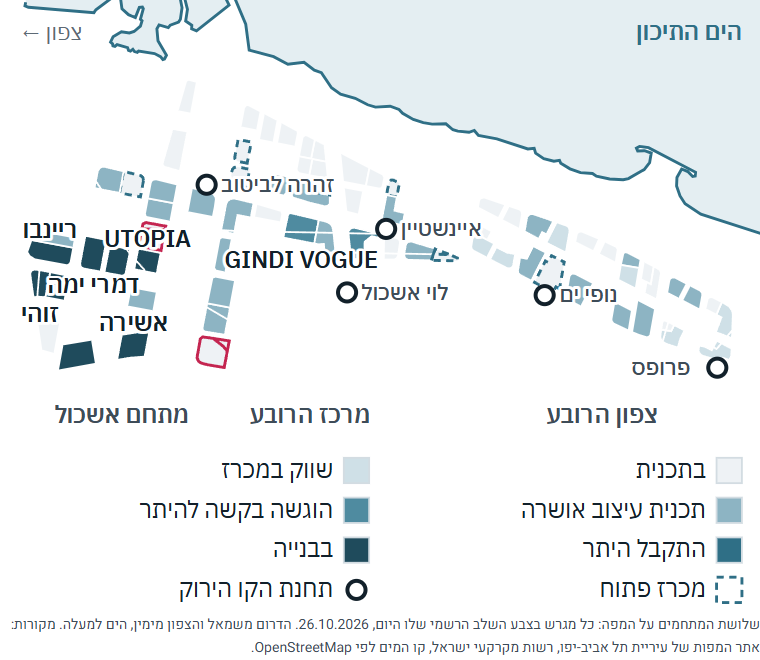 הים התיכון
צפון ←
זהרה לביטוב
איינשטיין
ריינבו
UTOPIA
GINDI VOGUE
דמרי ימה
לוי אשכול
נופי ים
זוהי
אשירה
פרופס
צפון הרובע
מרכז הרובע
מתחם אשכול
בתכנית
שווק במכרז
תכנית עיצוב אושרה
הוגשה בקשה להיתר
התקבל היתר
בבנייה
מכרז פתוח
תחנת הקו הירוק
שלושת המתחמים על המפה: כל מגרש בצבע השלב הרשמי שלו היום, 26.10.2026. הדרום משמאל והצפון מימין, הים למעלה. מקורות:
אתר המפות של עיריית תל אביב-יפו, רשות מקרקעי ישראל, קו המים לפי OpenStreetMap.